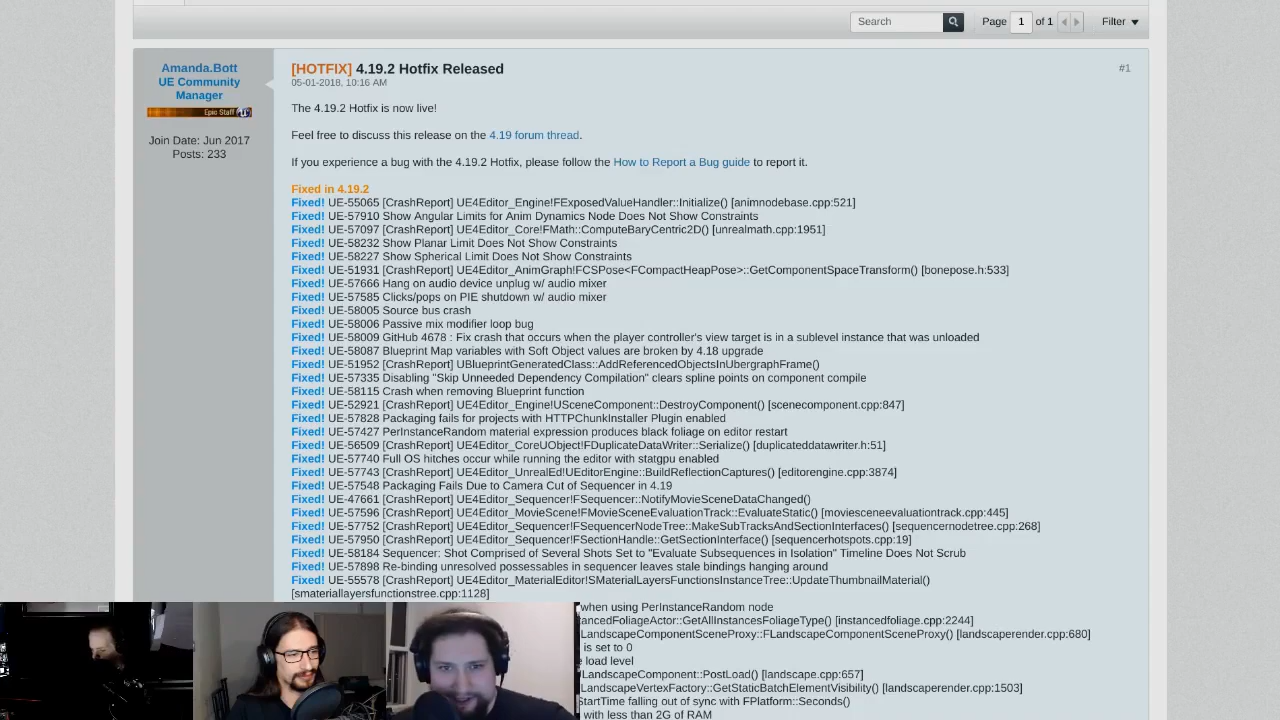 Search
Page 1 of 1
Filter
Amanda.Bott
UE Community
Manager
Epic Staff
Join Date: Jun 2017
Posts: 233
[HOTFIX] 4.19.2 Hotfix Released
#1
05-01-2018, 10:16 AM
The 4.19.2 Hotfix is now live!
Feel free to discuss this release on the 4.19 forum thread.
If you experience a bug with the 4.19.2 Hotfix, please follow the How to Report a Bug guide to report it.
Fixed in 4.19.2
Fixed! UE-55065 [CrashReport] UE4Editor_Engine!FExposedValueHandler::Initialize() [animnodebase.cpp:521]
Fixed! UE-57910 Show Angular Limits for Anim Dynamics Node Does Not Show Constraints
Fixed! UE-57097 [CrashReport] UE4Editor_Core!FMath::ComputeBaryCentric2D() [unrealmath.cpp:1951]
Fixed! UE-58232 Show Planar Limit Does Not Show Constraints
Fixed! UE-58227 Show Spherical Limit Does Not Show Constraints
Fixed! UE-51931 [CrashReport] UE4Editor_AnimGraph!FCSPose<FCompactHeapPose>::GetComponentSpaceTransform() [bonepose.h:533]
Fixed! UE-57666 Hang on audio device unplug w/ audio mixer
Fixed! UE-57585 Clicks/pops on PIE shutdown w/ audio mixer
Fixed! UE-58005 Source bus crash
Fixed! UE-58006 Passive mix modifier loop bug
Fixed! UE-58009 GitHub 4678 : Fix crash that occurs when the player controller's view target is in a sublevel instance that was unloaded
Fixed! UE-58087 Blueprint Map variables with Soft Object values are broken by 4.18 upgrade
Fixed! UE-51952 [CrashReport] UBlueprintGeneratedClass::AddReferencedObjectsInUbergraphFrame()
Fixed! UE-57335 Disabling "Skip Unneeded Dependency Compilation" clears spline points on component compile
Fixed! UE-58115 Crash when removing Blueprint function
Fixed! UE-52921 [CrashReport] UE4Editor_Engine!USceneComponent::DestroyComponent() [scenecomponent.cpp:847]
Fixed! UE-57828 Packaging fails for projects with HTTPChunkInstaller Plugin enabled
Fixed! UE-57427 PerInstanceRandom material expression produces black foliage on editor restart
Fixed! UE-56509 [CrashReport] UE4Editor_CoreUObject!FDuplicateDataWriter::Serialize() [duplicateddatawriter.h:51]
Fixed! UE-57740 Full OS hitches occur while running the editor with statgpu enabled
Fixed! UE-57743 [CrashReport] UE4Editor_UnrealEd!UEditorEngine::BuildReflectionCaptures() [editorengine.cpp:3874]
Fixed! UE-57548 Packaging Fails Due to Camera Cut of Sequencer in 4.19
Fixed! UE-47661 [CrashReport] UE4Editor_Sequencer!FSequencer::NotifyMovieSceneDataChanged()
Fixed! UE-57596 [CrashReport] UE4Editor_MovieScene!FMovieSceneEvaluationTrack::EvaluateStatic() [moviesceneevaluationtrack.cpp:445]
Fixed! UE-57752 [CrashReport] UE4Editor_Sequencer!FSequencerNodeTree::MakeSubTracksAndSectionInterfaces() [sequencernodetree.cpp:268]
Fixed! UE-57950 [CrashReport] UE4Editor_Sequencer!FSectionHandle::GetSectionInterface() [sequencerhotspots.cpp:19]
Fixed! UE-58184 Sequencer: Shot Comprised of Several Shots Set to "Evaluate Subsequences in Isolation" Timeline Does Not Scrub
Fixed! UE-57898 Re-binding unresolved possessables in sequencer leaves stale bindings hanging around
Fixed! UE-55578 [CrashReport] UE4Editor_MaterialEditor!SMaterialLayersFunctionsInstanceTree::UpdateThumbnailMaterial()
[smateriallayersfunctionstree.cpp:1128]
when using PerInstanceRandom node
tancedFoliageActor::GetAllInstancesFoliageType() [instancedfoliage.cpp:2244]
LandscapeComponentSceneProxy::FLandscapeComponentSceneProxy() [landscaperender.cpp:680]
is set to 0
load level
LandscapeComponent::PostLoad() [landscape.cpp:657]
LandscapeVertexFactory::GetStaticBatchElementVisibility() [landscaperender.cpp:1503]
StartTime falling out of sync with FPlatform::Seconds()
with less than 2G of RAM